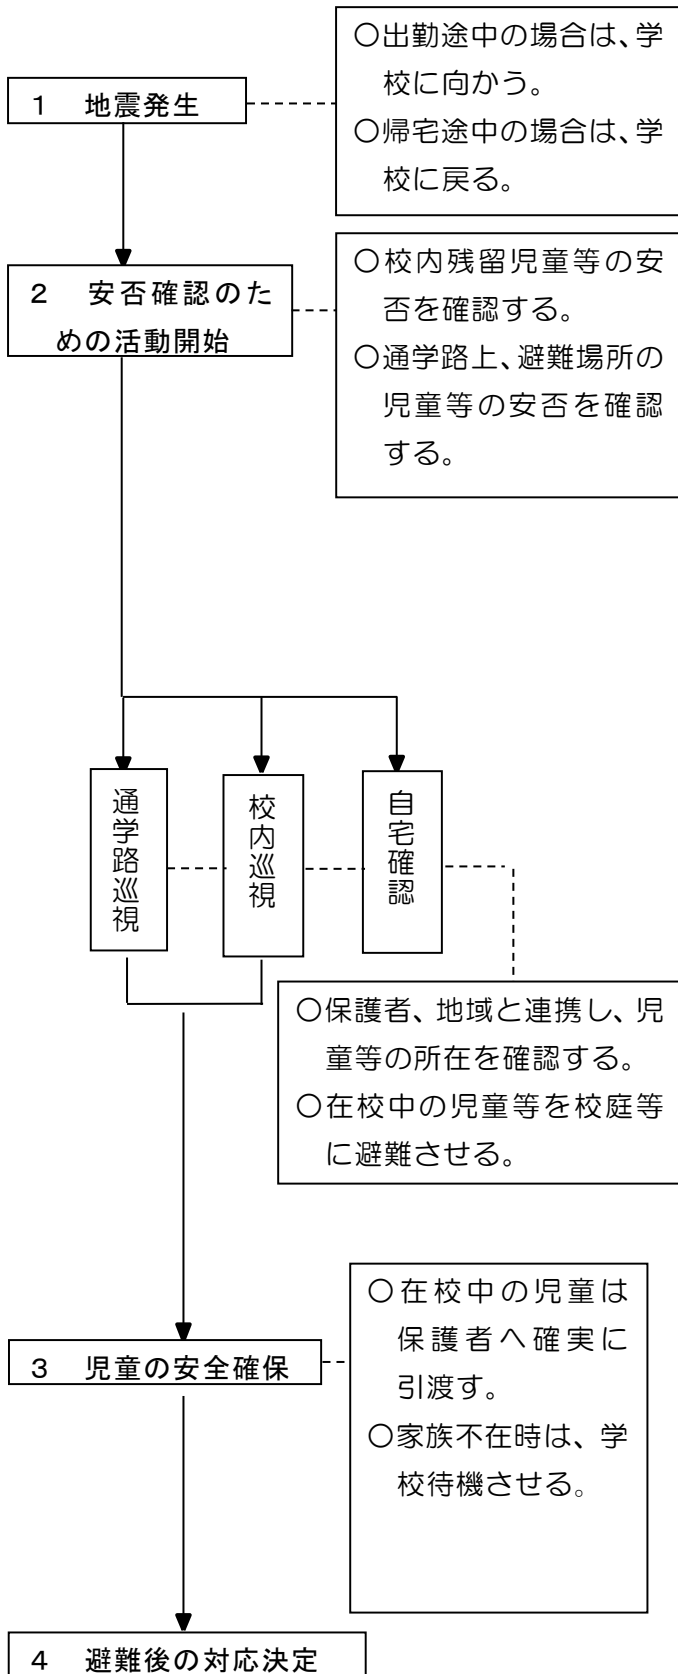 1　地震発生
〇出勤途中の場合は、学
校に向かう。
〇帰宅途中の場合は、学
校に戻る。
2　安否確認のた
めの活動開始
〇校内残留児童等の安
否を確認する。
〇通学路上、避難場所の
児童等の安否を確認
する。
通学路巡視
校内巡視
自宅確認
〇保護者、地域と連携し、児
童等の所在を確認する。
〇在校中の児童等を校庭等
に避難させる。
3　児童の安全確保
〇在校中の児童は
保護者へ確実に
引渡す。
〇家族不在時は、学
校待機させる。
4　避難後の対応決定